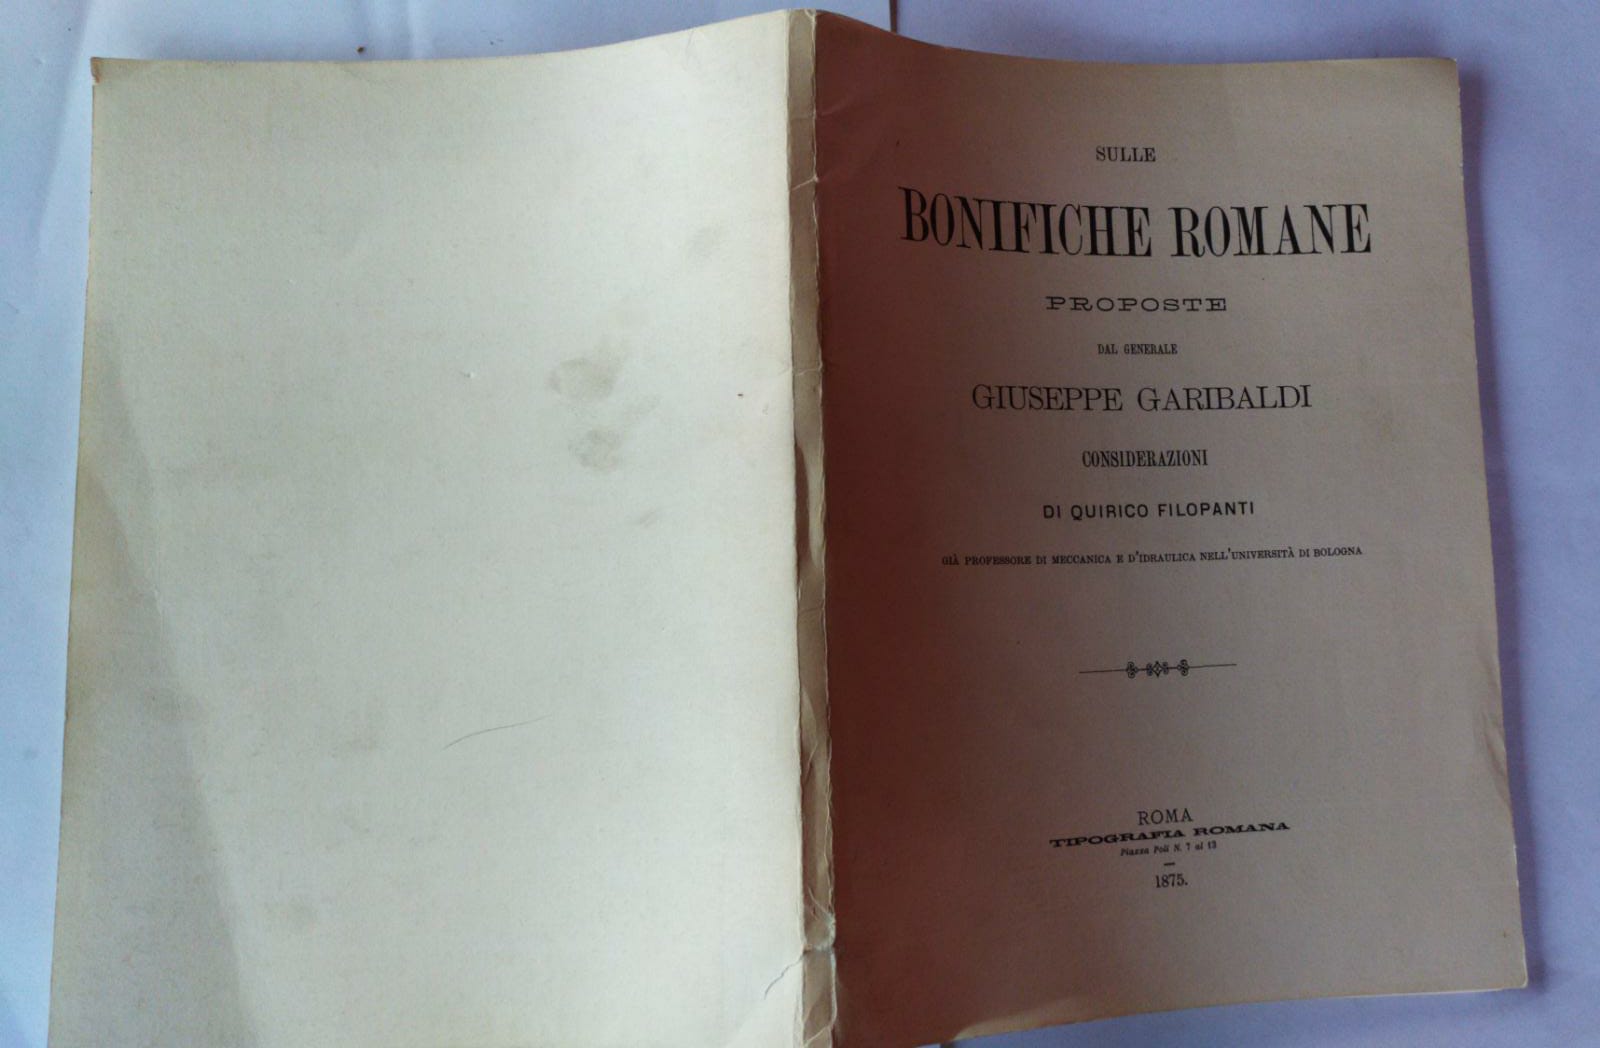 SULLE
BONIFICHE ROMANE
PROPOSTE
DAL GENERALE
GIUSEPPE GARIBALDI
CONSIDERAZIONI
DI QUIRICO FILOPANTI
GIÀ PROFESSORE DI MECCANICA E D'IDRAULICA NELL'UNIVERSITÀ DI BOLOGNA
ROMA
TIPOGRAFIA ROMANA
Piazza Poli N. 7 al 13
1875.